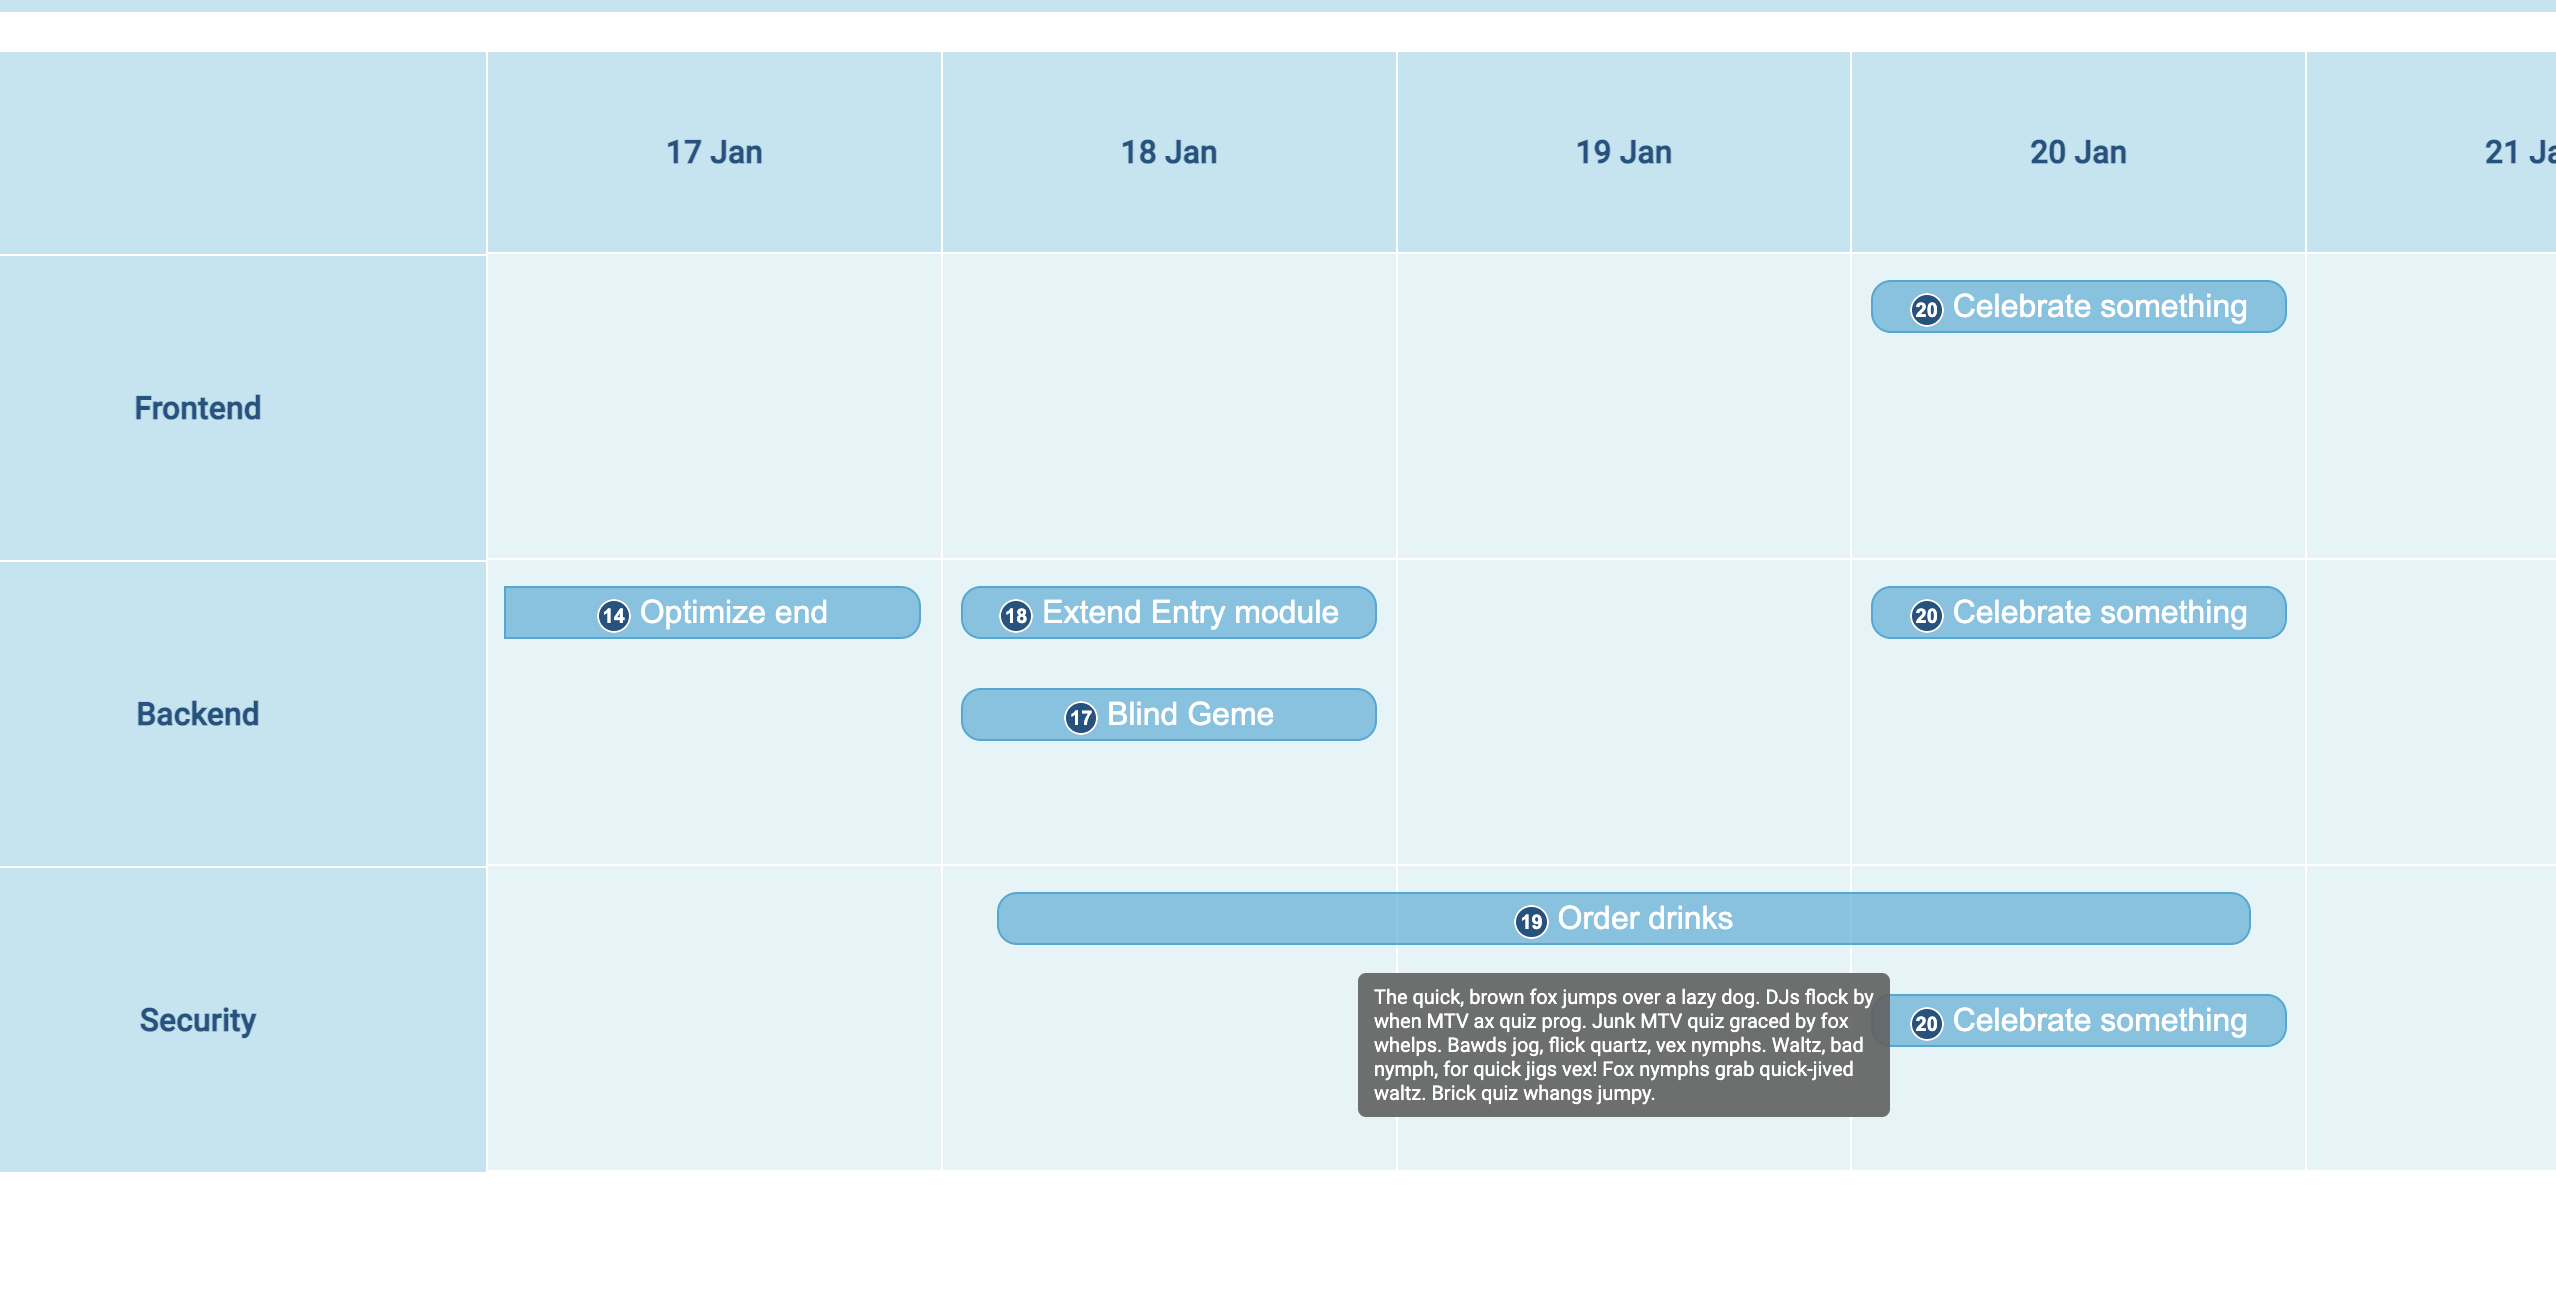 17 Jan
18 Jan
19 Jan
20 Jan
21 Ja
Frontend
20 Celebrate something
Backend
14 Optimize end
18 Extend Entry module
20 Celebrate something
17 Blind Geme
Security
19 Order drinks
The quick, brown fox jumps over a lazy dog. DJs flock by
when MTV ax quiz prog. Junk MTV quiz graced by fox
whelps. Bawds jog, flick quartz, vex nymphs. Waltz, bad
nymph, for quick jigs vex! Fox nymphs grab quick-jived
waltz. Brick quiz whangs jumpy.
20 Celebrate something